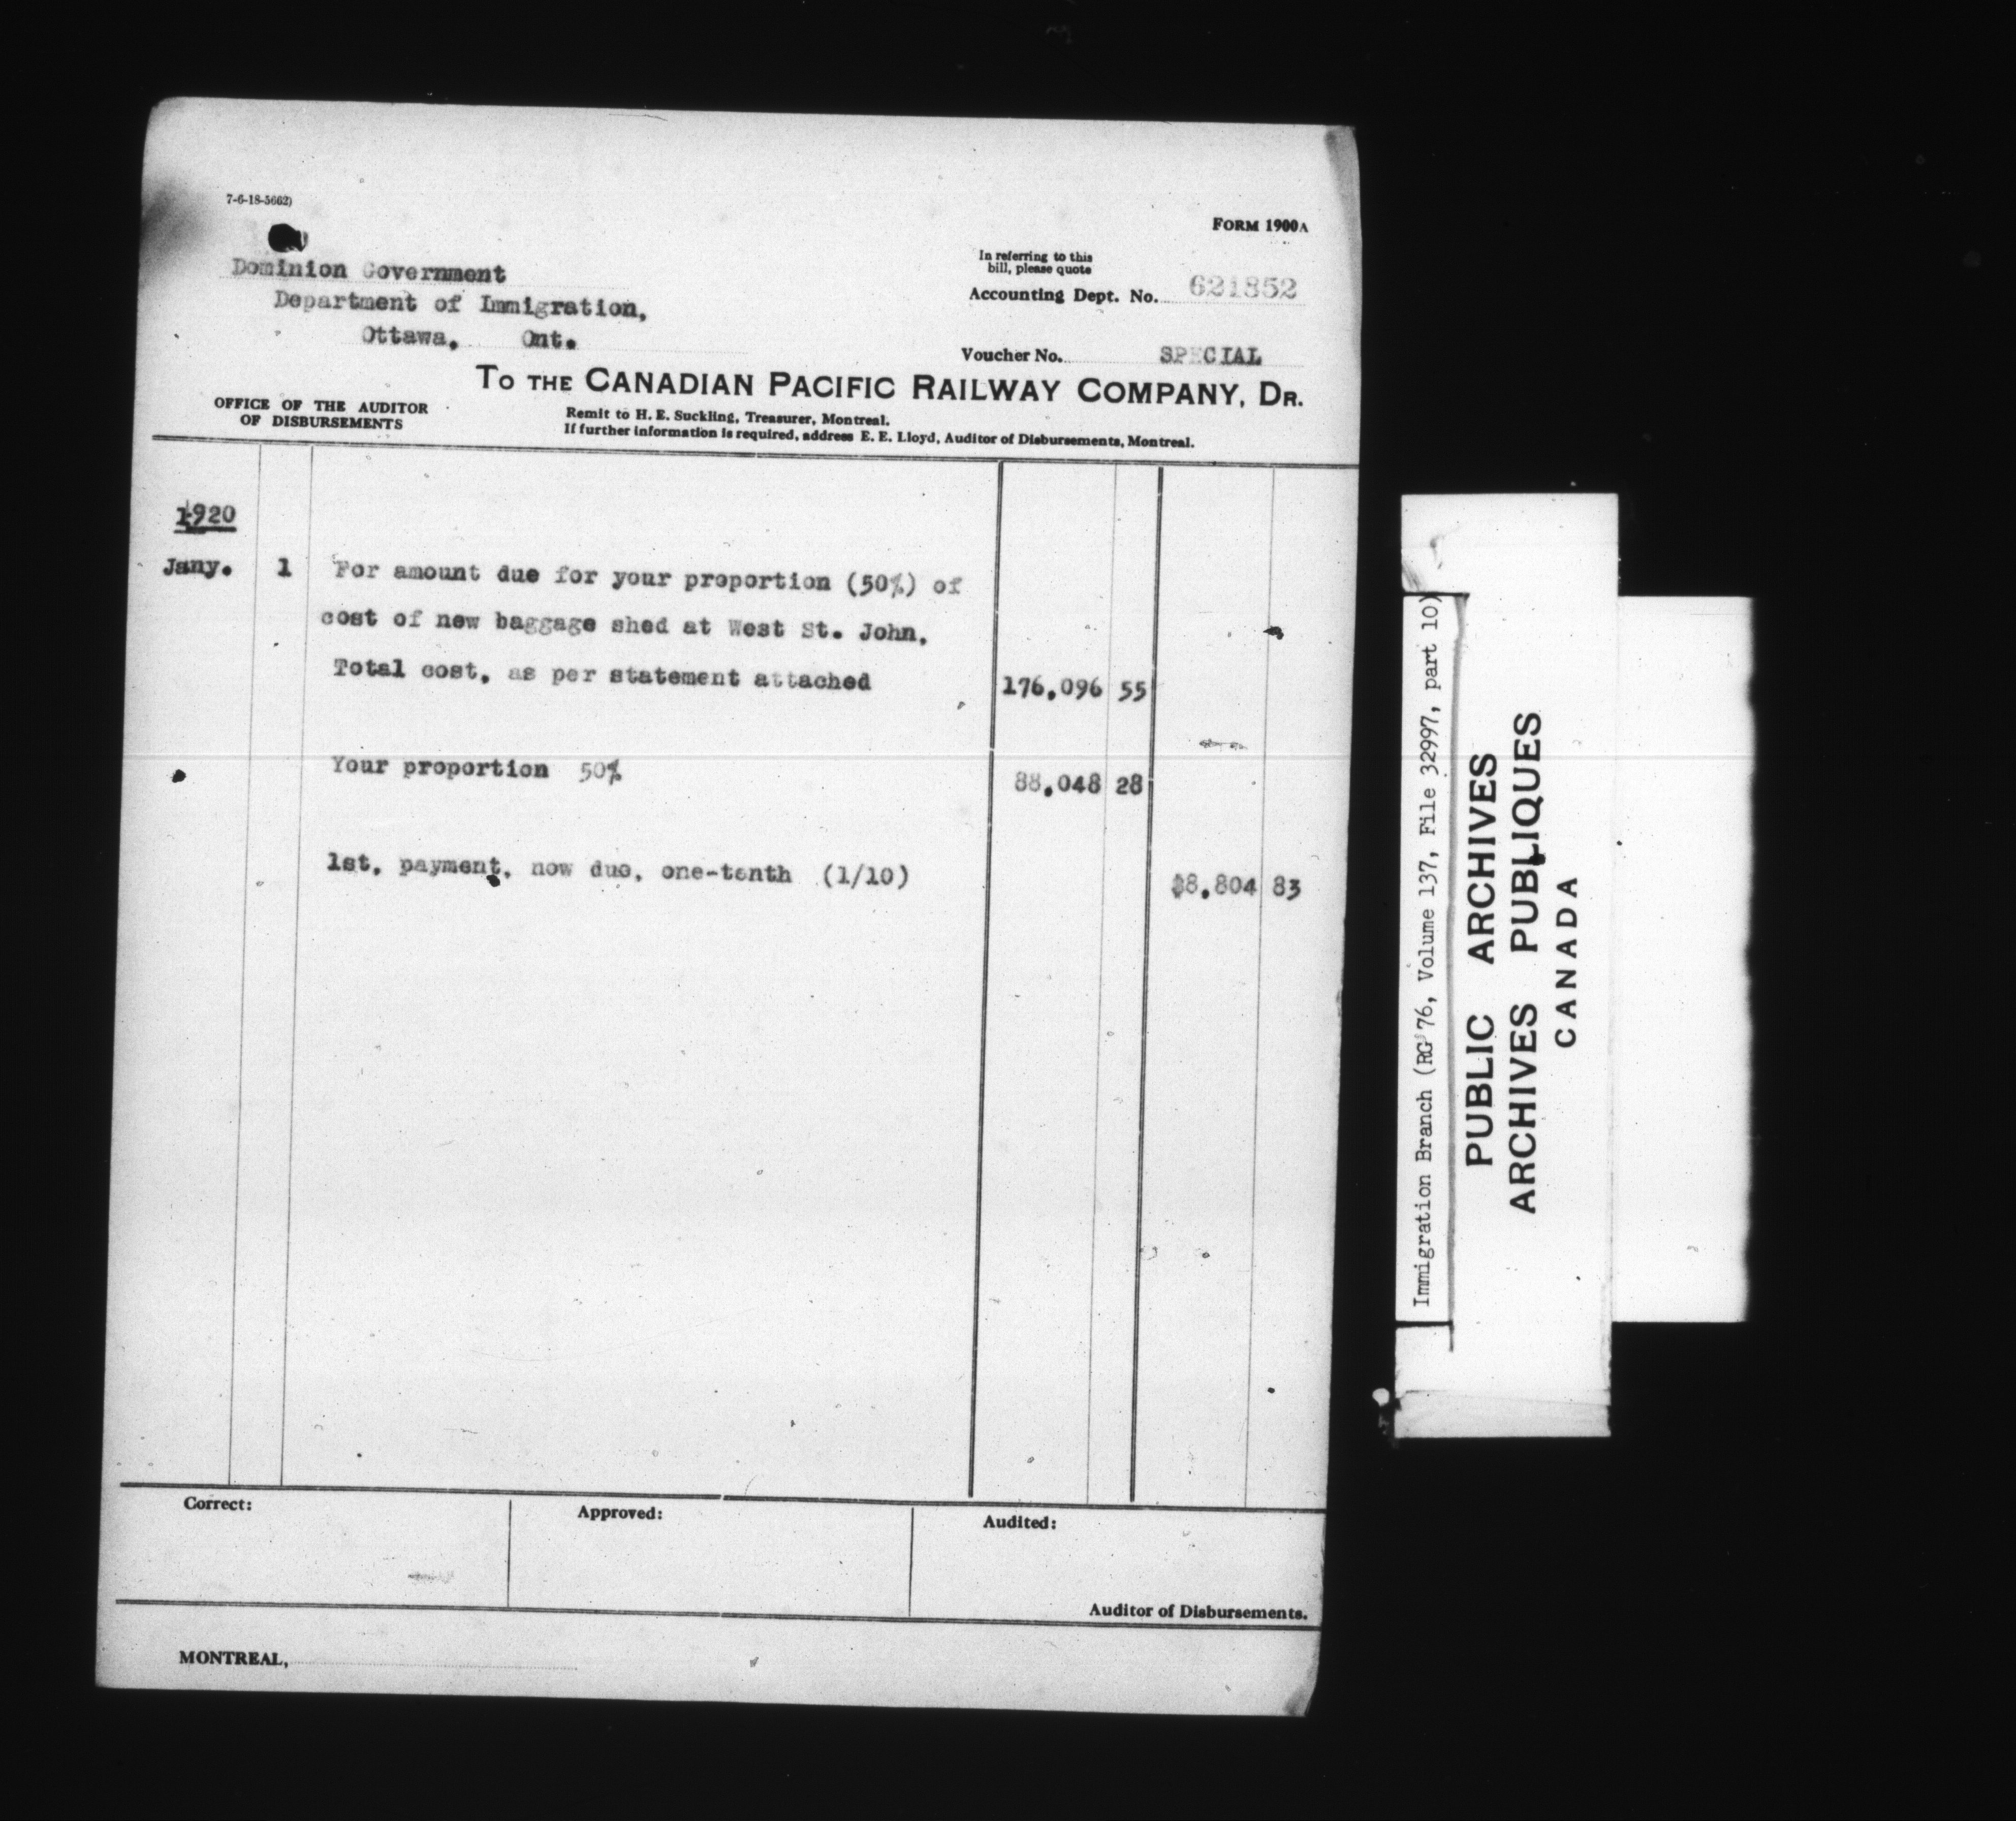 7-6-18-5662)
FORM 1900A
Dominion Government
Department of Immigration,
Ottawa, Ont.
In referring to this
bill, please quote
Accounting Dept. No. 621852
Voucher No. SPECIAL
TO THE CANADIAN PACIFIC RAILWAY COMPANY, DR.
OFFICE OF THE AUDITOR
OF DISBURSEMENTS
Remit to H. E. Suckling, Treasurer, Montreal.
If further information is required, address E. E. Lloyd, Auditor of Disbursements, Montreal.
1920
Jany. 1 For amount due for your proportion (50%) of
cost of new baggage shed at West St. John,
Total cost, as per statement attached 176,096 55
Your proportion 50% 88,048 28
1st, payment, now due, one-tenth (1/10) $8,804 83
Correct:
Approved:
Audited:
Auditor of Disbursements.
MONTREAL,
Immigration Branch (RG 76, Volume 137, File 32997, part 10)
PUBLIC ARCHIVES
ARCHIVES PUBLIQUES
CANADA